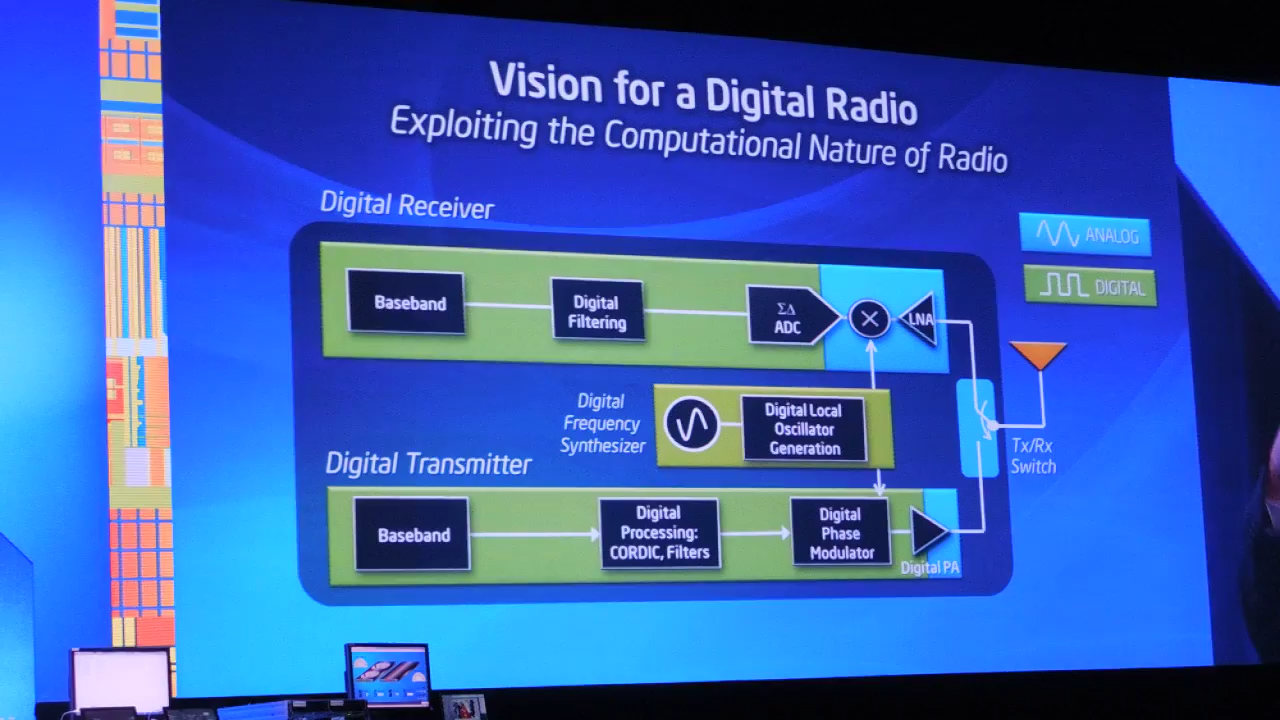 Vision for a Digital Radio
Exploiting the Computational Nature of Radio
Digital Receiver
ANALOG
DIGITAL
Baseband
Digital
Filtering
ΣΔ
ADC
LNA
Digital
Frequency
Synthesizer
Digital Local
Oscillator
Generation
Tx/Rx
Switch
Digital Transmitter
Baseband
Digital
Processing:
CORDIC, Filters
Digital
Phase
Modulator
Digital PA